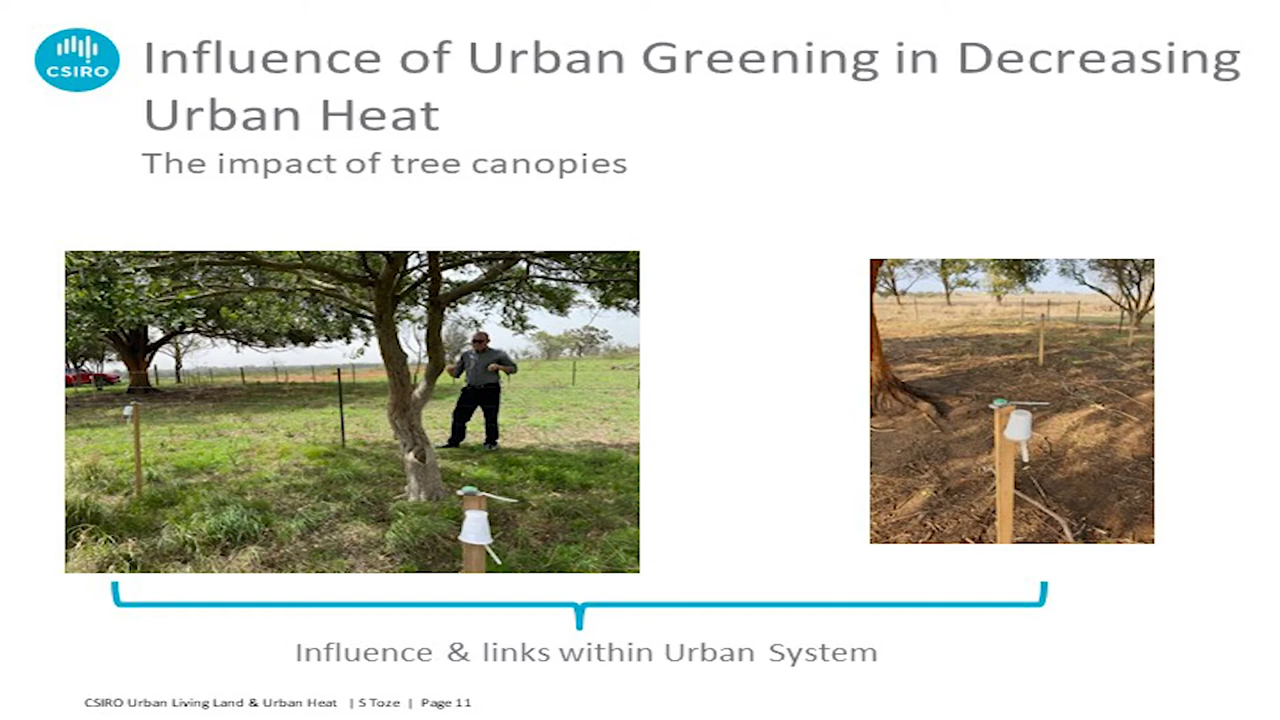 CSIRO
Influence of Urban Greening in Decreasing
Urban Heat
The impact of tree canopies
Influence & links within Urban System
CSIRO Urban Living Land & Urban Heat | S Toze | Page 11